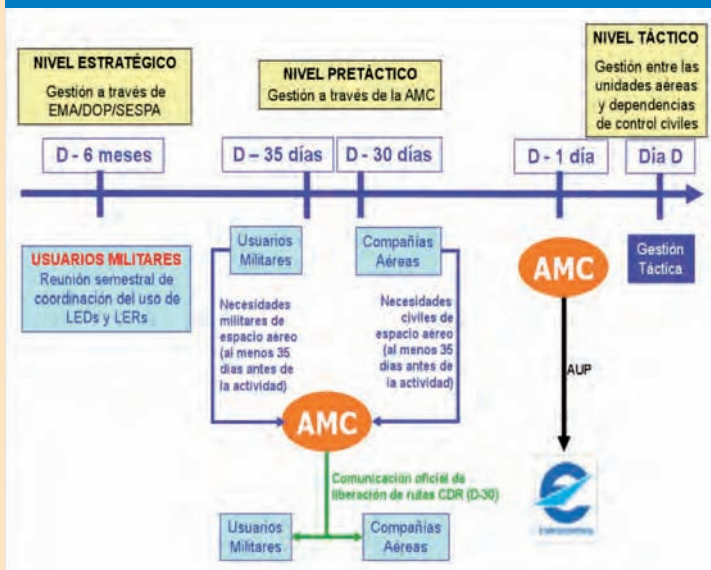 NIVEL ESTRATÉGICO
Gestión a través de
EMA/DOP/SESPA
NIVEL PRETÁCTICO
Gestión a través de la AMC
NIVEL TÁCTICO
Gestión entre las
unidades aéreas
y dependencias
de control civiles
D - 6 meses
D – 35 días
D - 30 días
D - 1 día
Día D
USUARIOS MILITARES
Reunión semestral de
coordinación del uso de
LEDs y LERs
Usuarios
Militares
Compañías
Aéreas
AMC
Gestión
Táctica
Necesidades
militares de
espacio aéreo
(al menos 35
días antes de
la actividad)
Necesidades
civiles de
espacio aéreo
(al menos 35
días antes de
la actividad)
AUP
AMC
Comunicación oficial de
liberación de rutas CDR (D-30)
Usuarios
Militares
Compañías
Aéreas